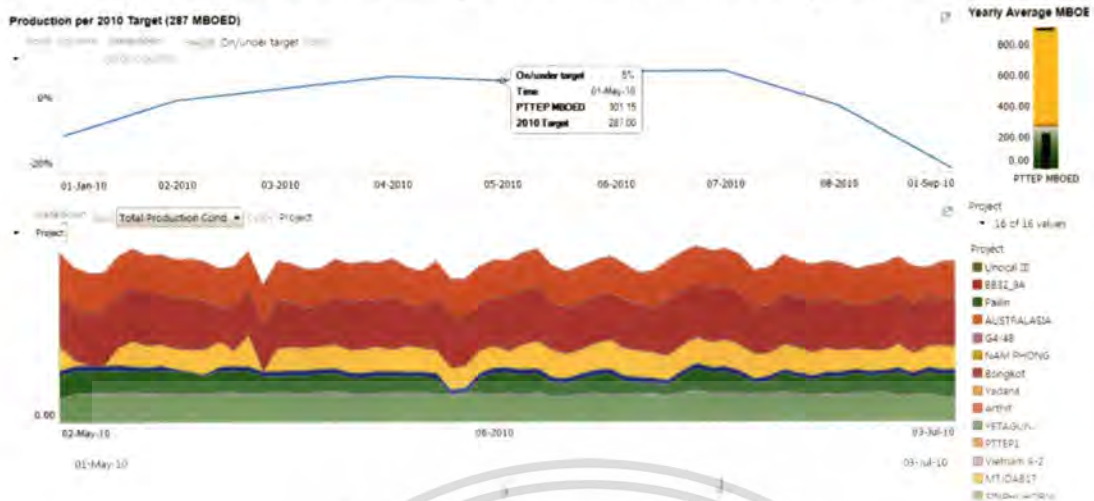 Production per 2010 Target (287 MBOED)
On/under target
0%
-20%
On/under target 5%
Time 01-May-10
PTTEP MBOED 301.15
2010 Target 287.00
01-Jan-10 02-2010 03-2010 04-2010 05-2010 06-2010 07-2010 08-2010 01-Sep-10
Yearly Average MBOE
800.00
600.00
400.00
200.00
0.00
PTTEP MBOED
Total Production Cond Project
Project
0.00
02-May-10 06-2010 03-Jul-10
01-May-10 03-Jul-10
Project
16 of 16 values
Project
Unocal III
B832_9A
Pailin
AUSTRALASIA
G4/48
NAM PHONG
Bongkot
Yadana
Arthit
YETAGUN
PTTEP1
Vietnam 9-2
MTJDAB17